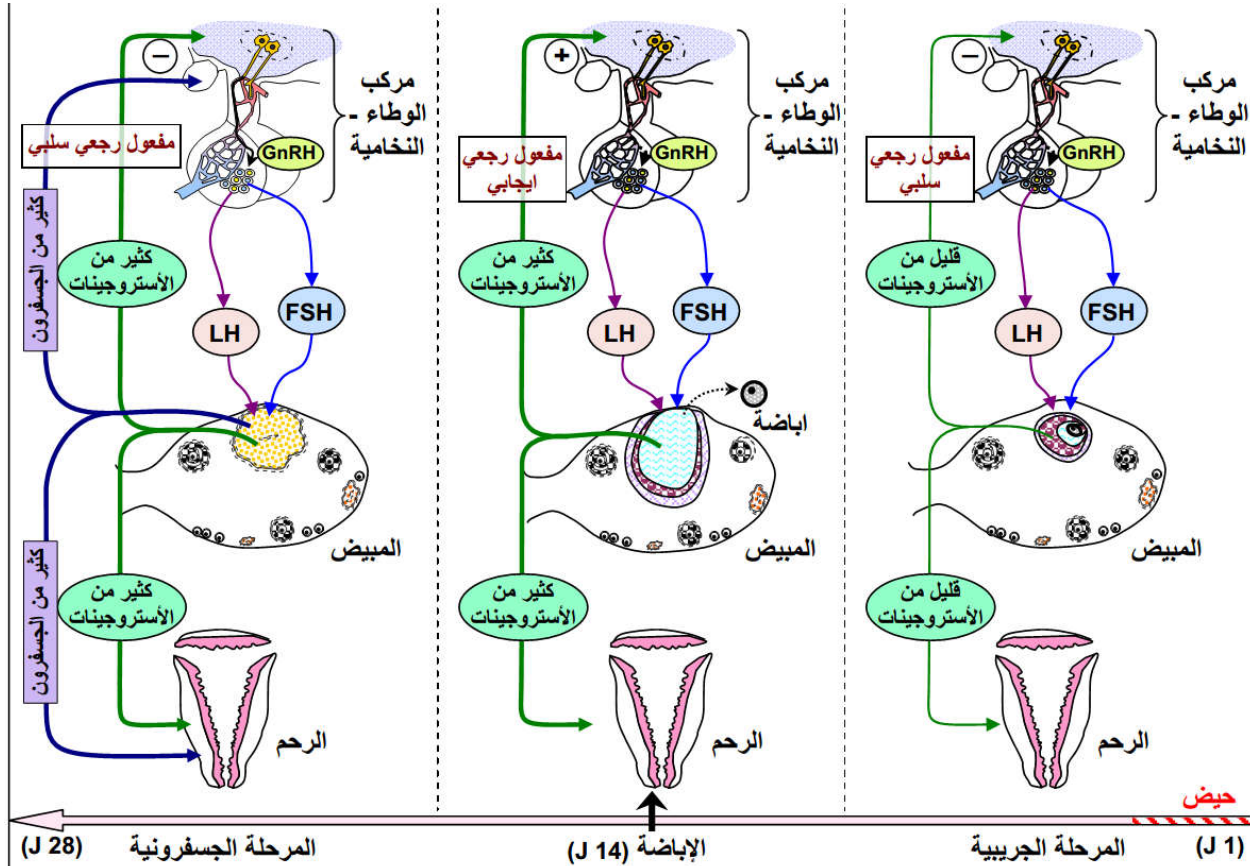 مركب
الوطاء -
النخامية
GnRH
مفعول رجعي
سلبي
قليل من
الأستروجينات
FSH
LH
المبيض
قليل من
الأستروجينات
الرحم
مركب
الوطاء -
النخامية
GnRH
مفعول رجعي
ايجابي
كثير من
الأستروجينات
FSH
LH
اباضة
المبيض
كثير من
الأستروجينات
الرحم
مركب
الوطاء -
النخامية
GnRH
مفعول رجعي سلبي
كثير من
الأستروجينات
كثير من الجسفرون
FSH
LH
المبيض
كثير من
الأستروجينات
كثير من الجسفرون
الرحم
حيض
(J 1)
المرحلة الجريبية
الإباضة (J 14)
المرحلة الجسفرونية
(J 28)